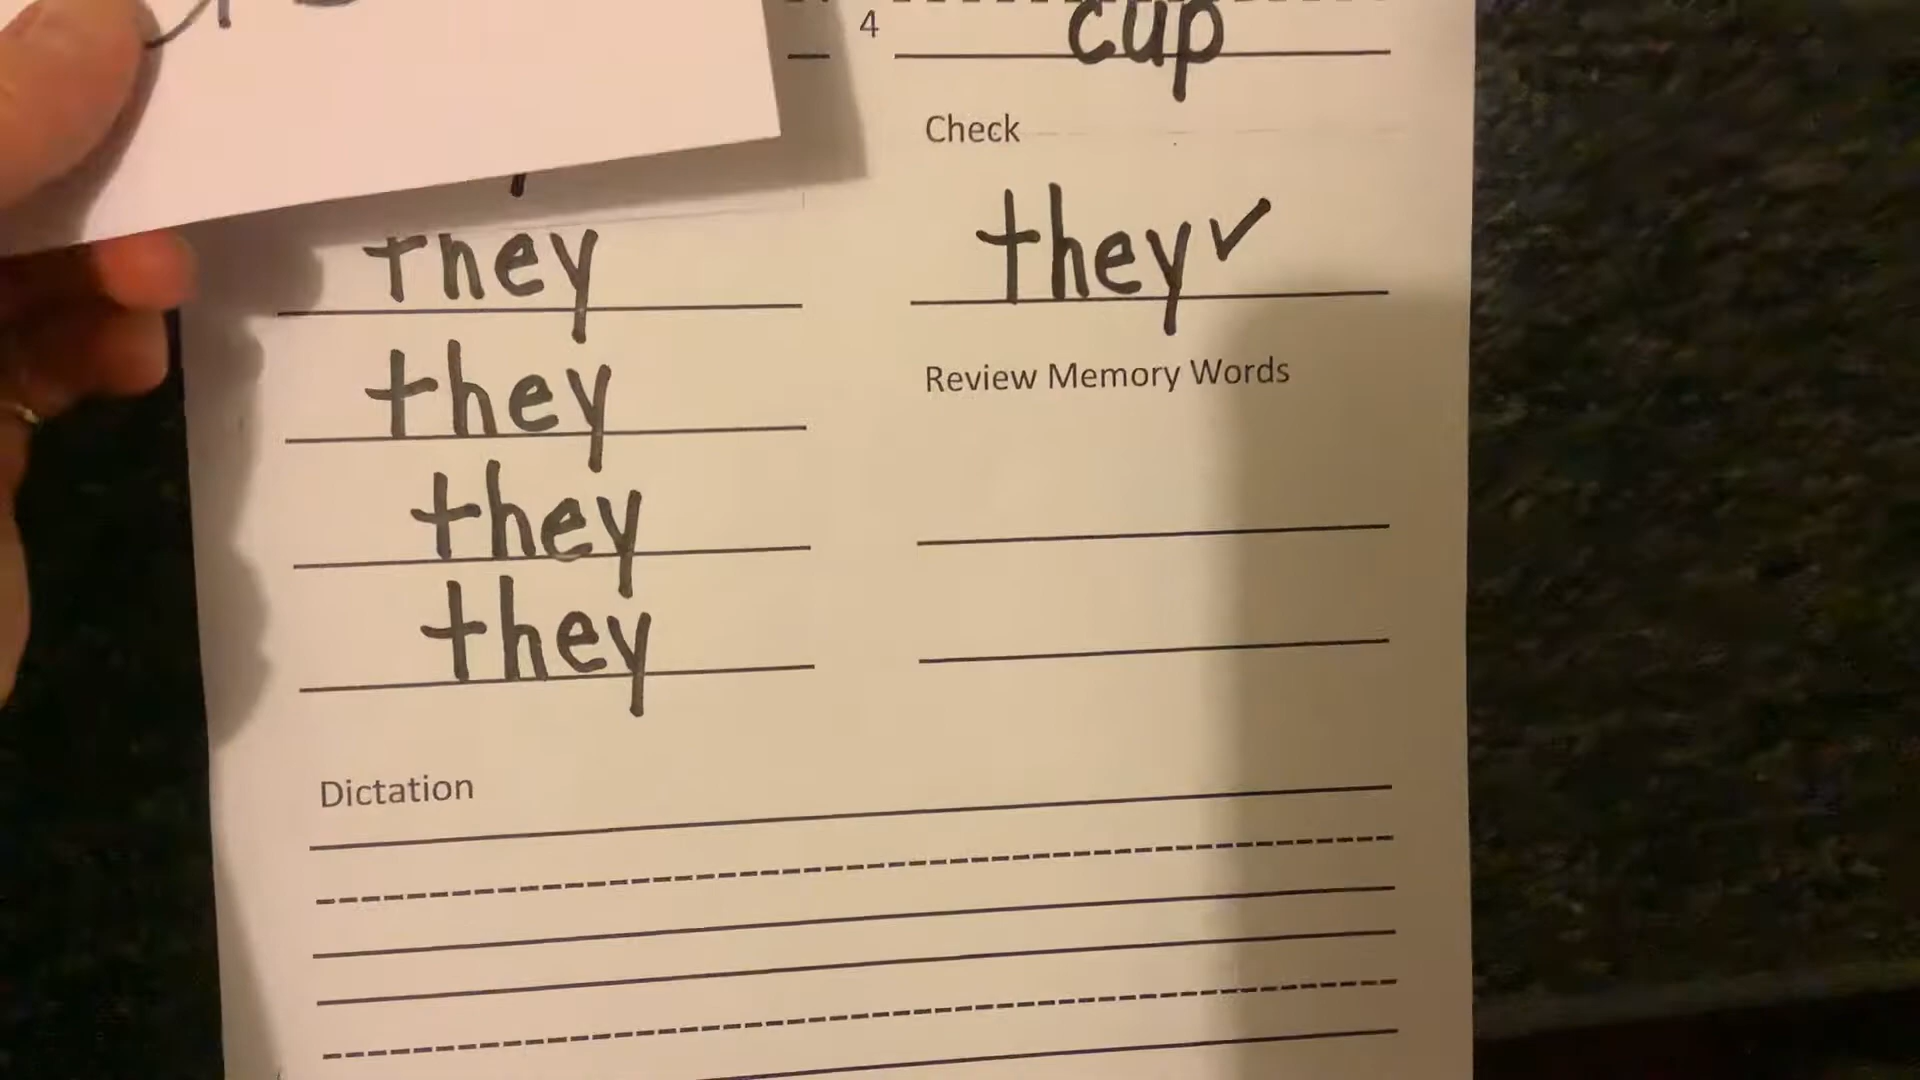 4 cup
Check
they
they ✓
Review Memory Words
they
they
they
Dictation